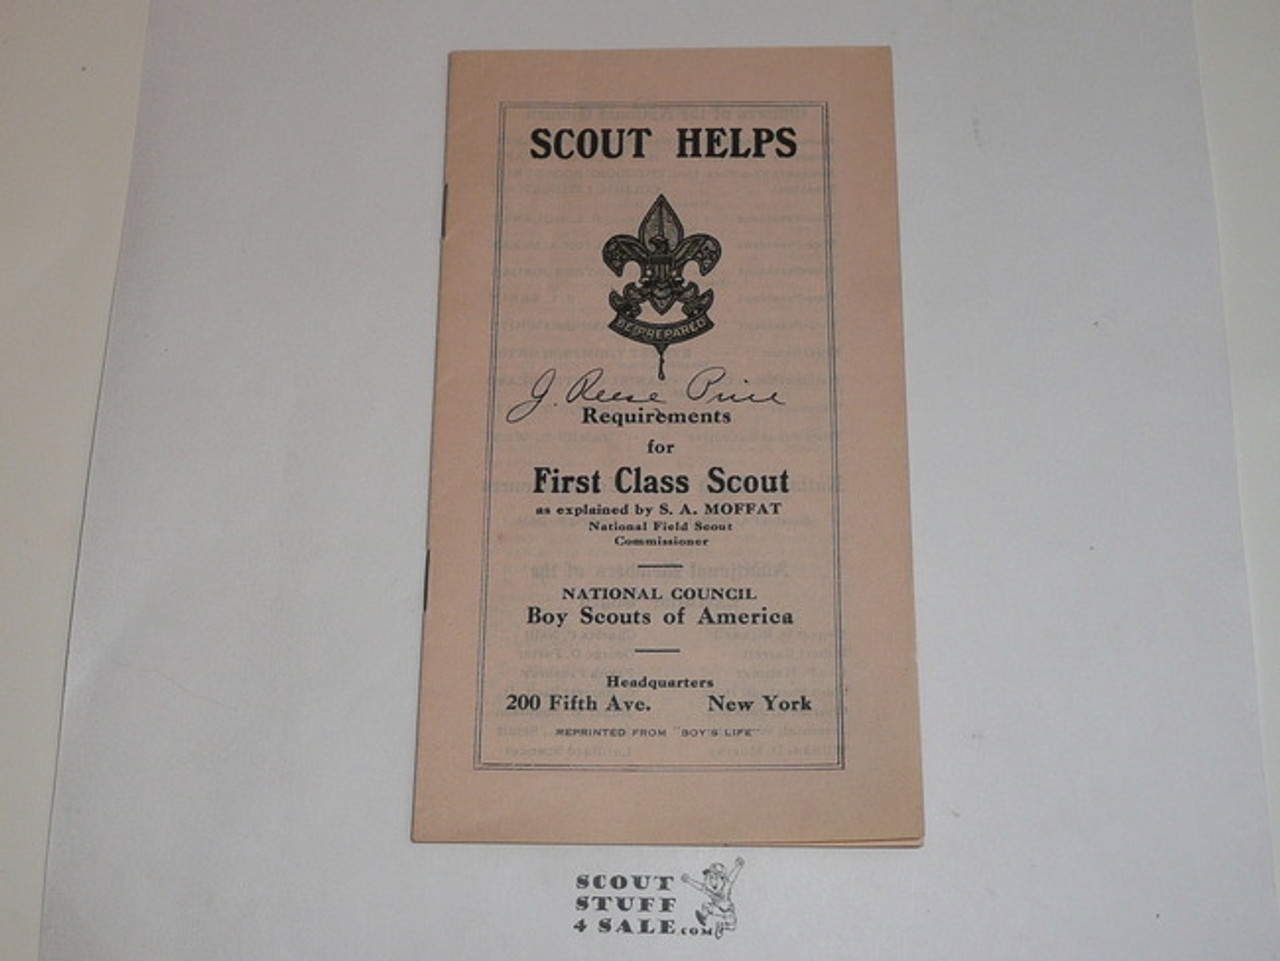 SCOUT HELPS
BE PREPARED
J. Reese Price
Requirements
for
First Class Scout
as explained by S. A. MOFFAT
National Field Scout
Commissioner
NATIONAL COUNCIL
Boy Scouts of America
Headquarters
200 Fifth Ave. New York
REPRINTED FROM "BOY'S LIFE"
SCOUT
STUFF
4 SALE.COM